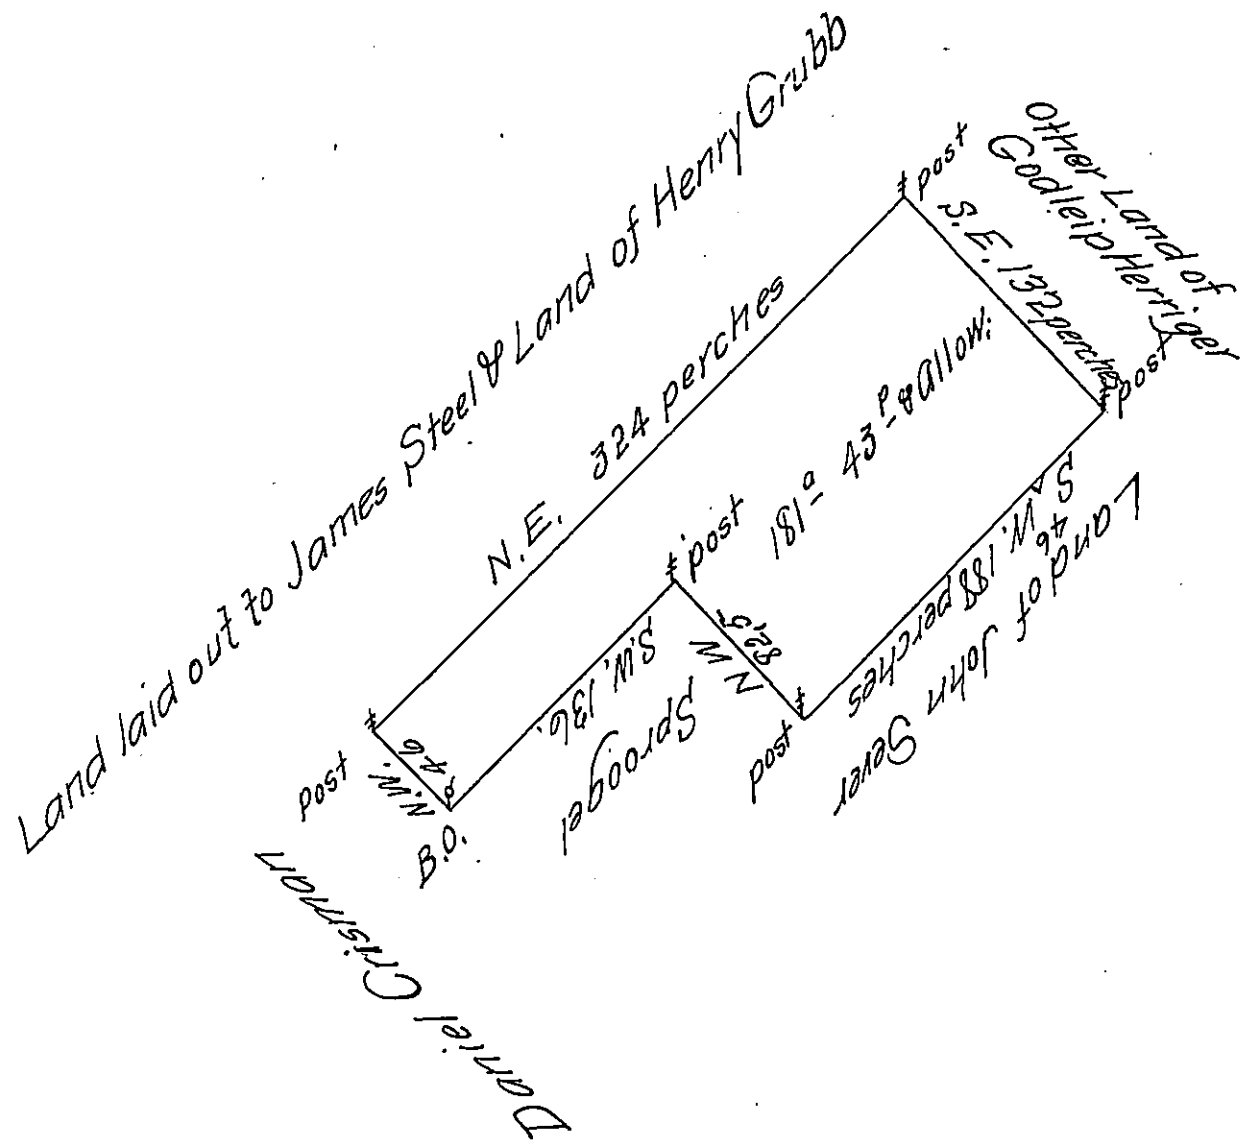 Land laid out to James Steel & Land of Henry Grubb
post
Other Land of
Godleip Herriger
S.E. 132 perches
post
N.E. 324 perches
181a 43p & Allow:
S 46 W. 188 perches
Land of John Sever
post
N W 82,5
post
S.W. 136.
Sproogel
post
N.W. 46
B.O.
Daniel Crisman